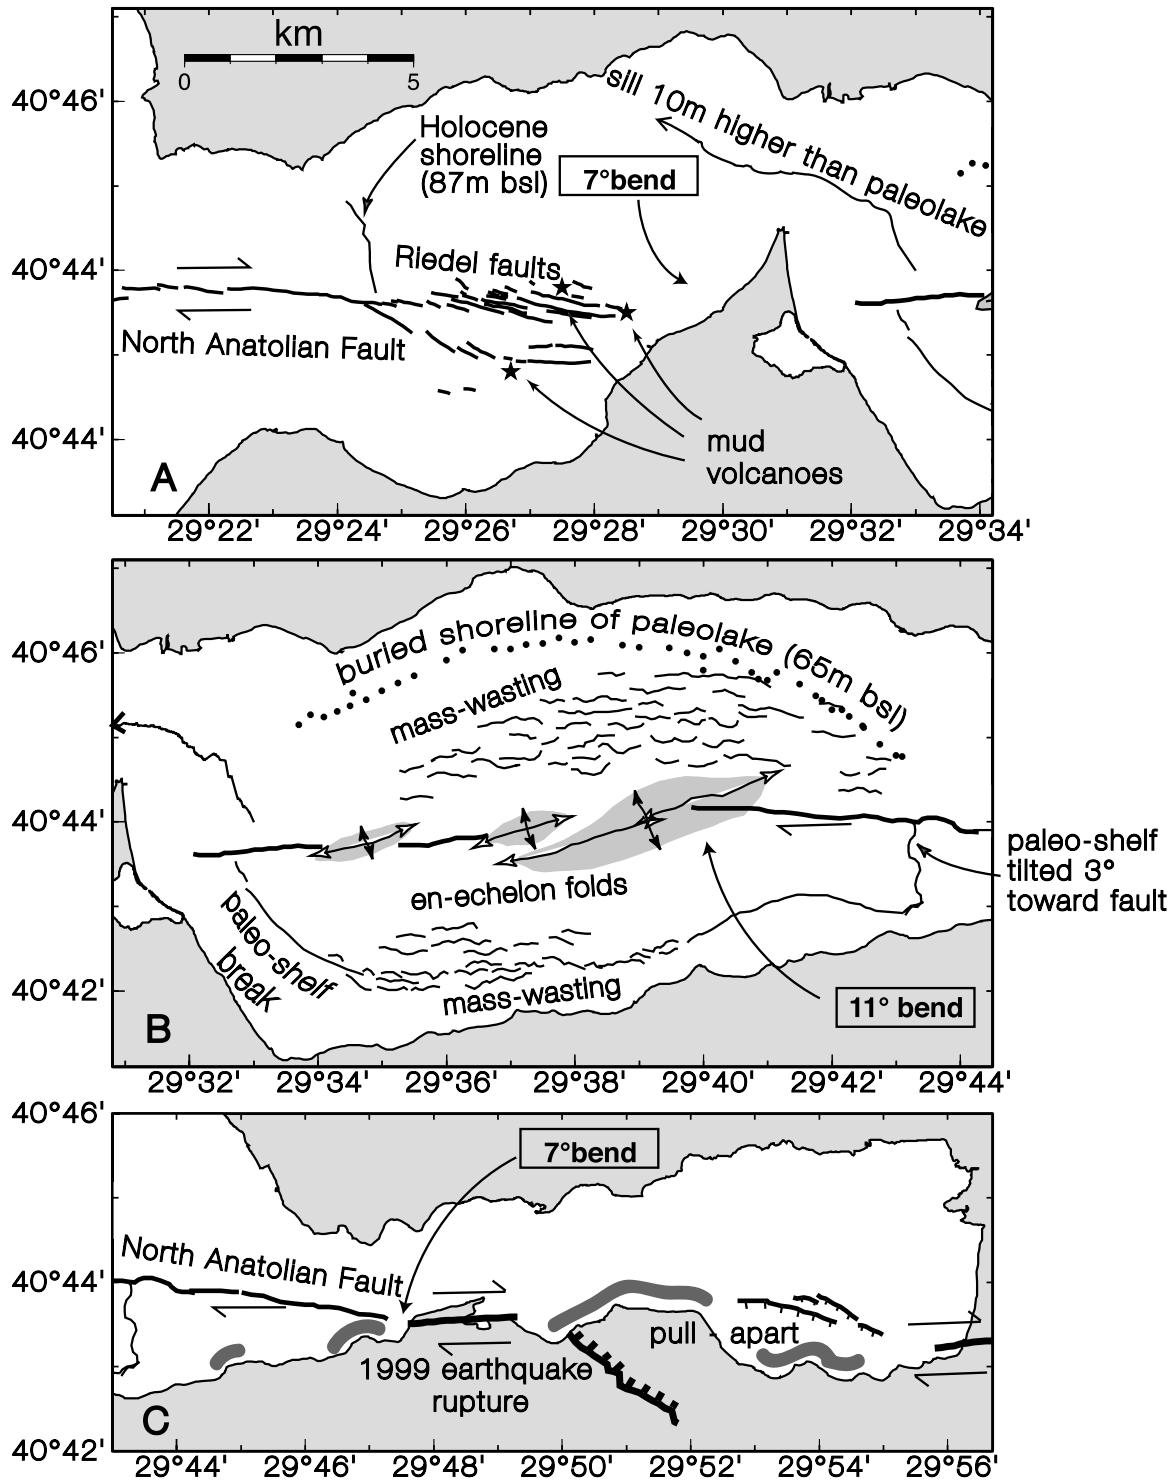 km
0 5
40°46'
sill 10m higher than paleolake
Holocene
shoreline
(87m bsl)
7°bend
40°44'
Riedel faults
North Anatolian Fault
40°44'
mud
volcanoes
A
29°22' 29°24' 29°26' 29°28' 29°30' 29°32' 29°34'
buried shoreline of paleolake (65m bsl)
40°46'
mass-wasting
40°44'
paleo-shelf
tilted 3°
toward fault
en-echelon folds
paleo-shelf
break
40°42'
mass-wasting
11° bend
B
29°32' 29°34' 29°36' 29°38' 29°40' 29°42' 29°44'
40°46'
7°bend
North Anatolian Fault
40°44'
pull - apart
1999 earthquake
rupture
C
40°42'
29°44' 29°46' 29°48' 29°50' 29°52' 29°54' 29°56'